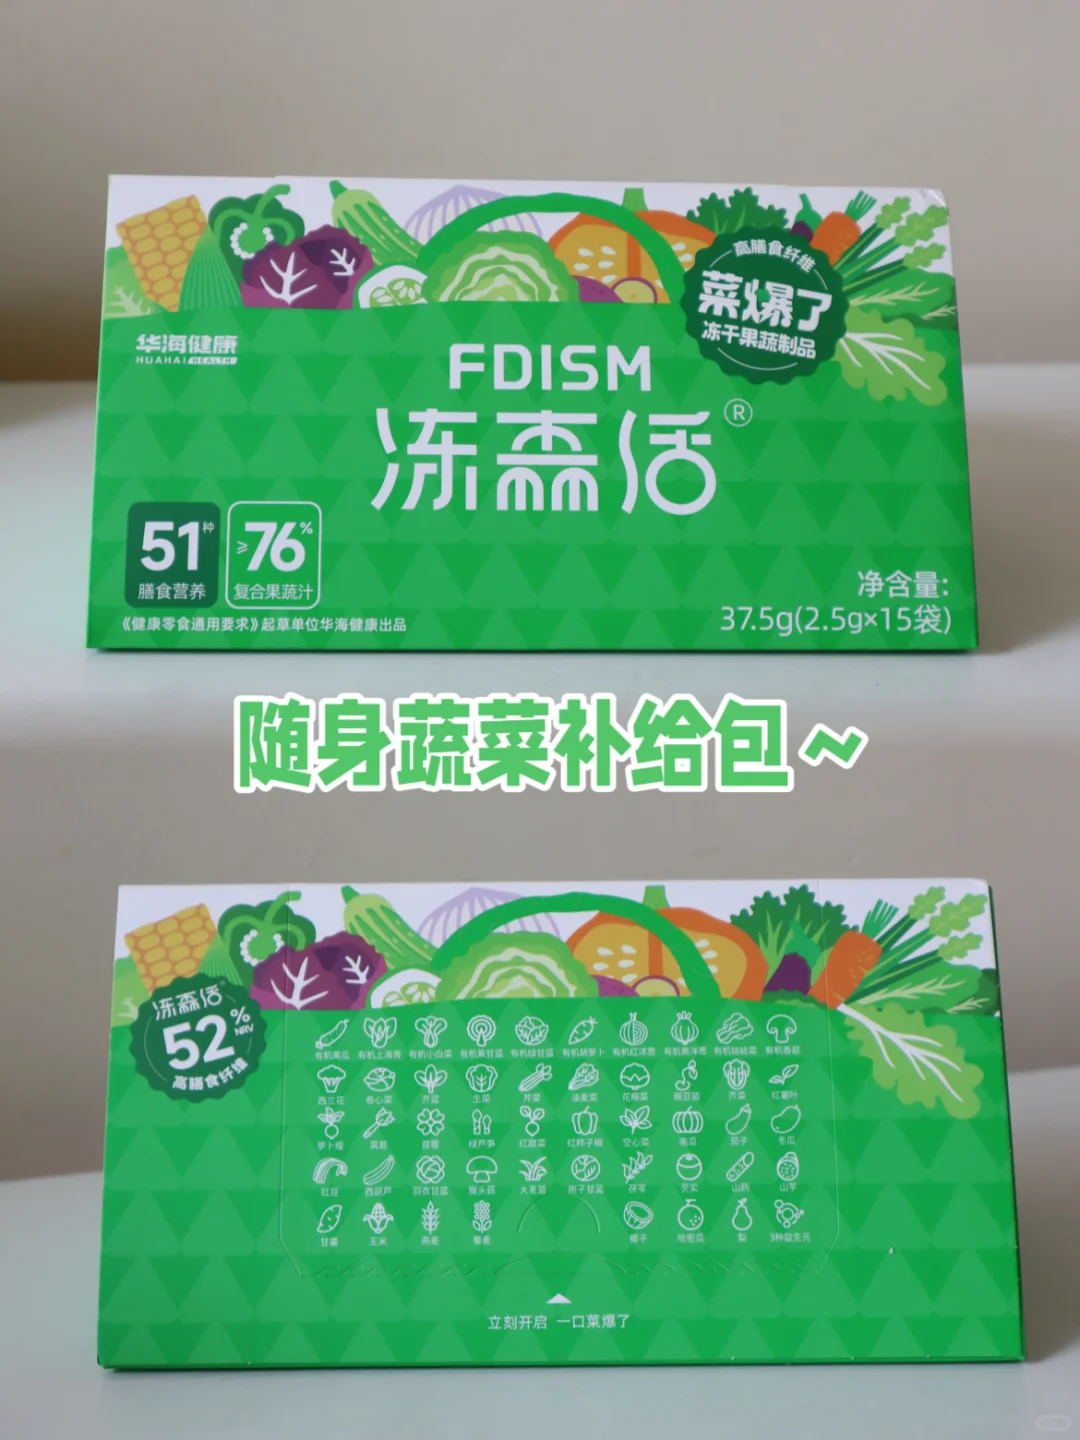 高膳食纤维
菜爆了
冻干果蔬制品
华海健康
HUAHAI HEALTH
FDISM
冻森活®
51种
膳食营养
≥76%
复合果蔬汁
《健康零食通用要求》起草单位华海健康出品
净含量:
37.5g(2.5g×15袋)
随身蔬菜补给包~
冻森活
52%
NRV
高膳食纤维
有机黄瓜 有机上海青 有机小白菜 有机紫甘蓝 有机绿甘蓝 有机胡萝卜 有机红洋葱 有机黄洋葱 有机娃娃菜 有机香菇
西兰花 卷心菜 芥蓝 生菜 芹菜 油麦菜 花椰菜 豌豆苗 芥菜 红薯叶
萝卜缨 莴苣 苜蓿 绿芦笋 红甜菜 红柿子椒 空心菜 南瓜 茄子 冬瓜
豇豆 西葫芦 羽衣甘蓝 猴头菇 大麦苗 孢子甘蓝 茯苓 芡实 山药 山芋
甘薯 玉米 燕麦 藜麦 椰子 哈密瓜 梨 3种益生元
立刻开启 一口菜爆了